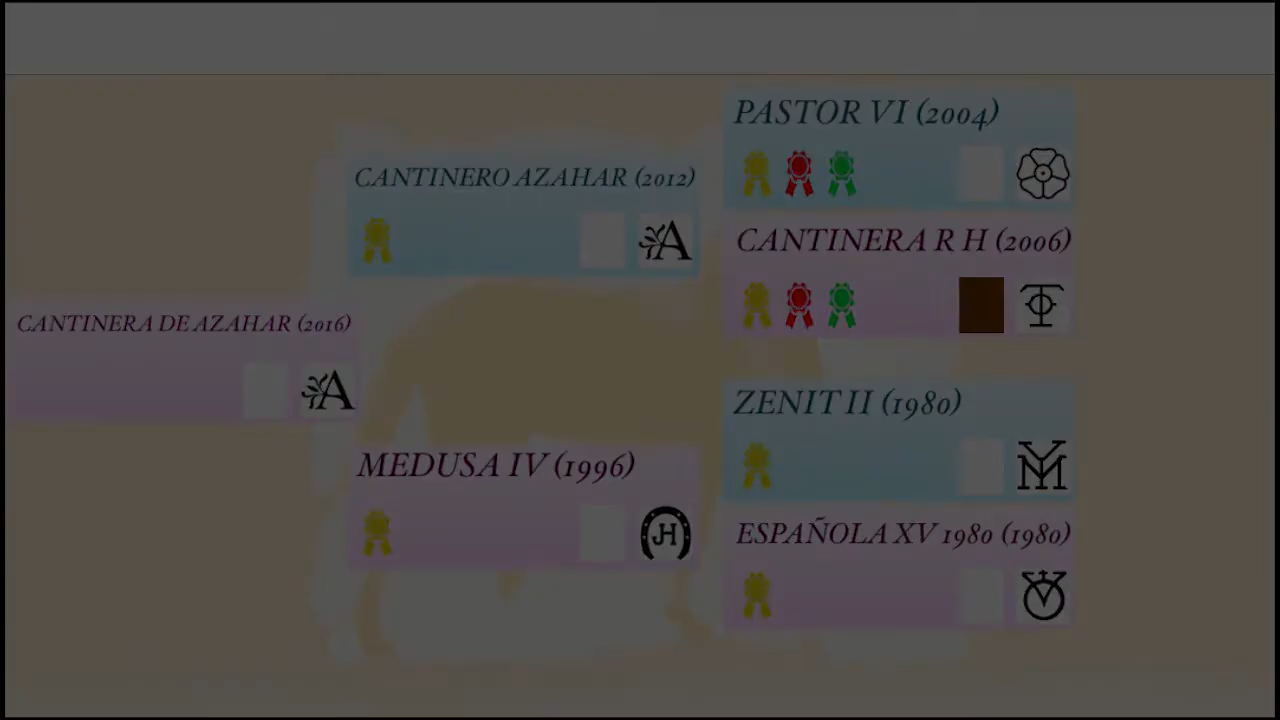 PASTOR VI (2004)
CANTINERO AZAHAR (2012)
CANTINERA R H (2006)
CANTINERA DE AZAHAR (2016)
ZENIT II (1980)
MEDUSA IV (1996)
ESPAÑOLA XV 1980 (1980)